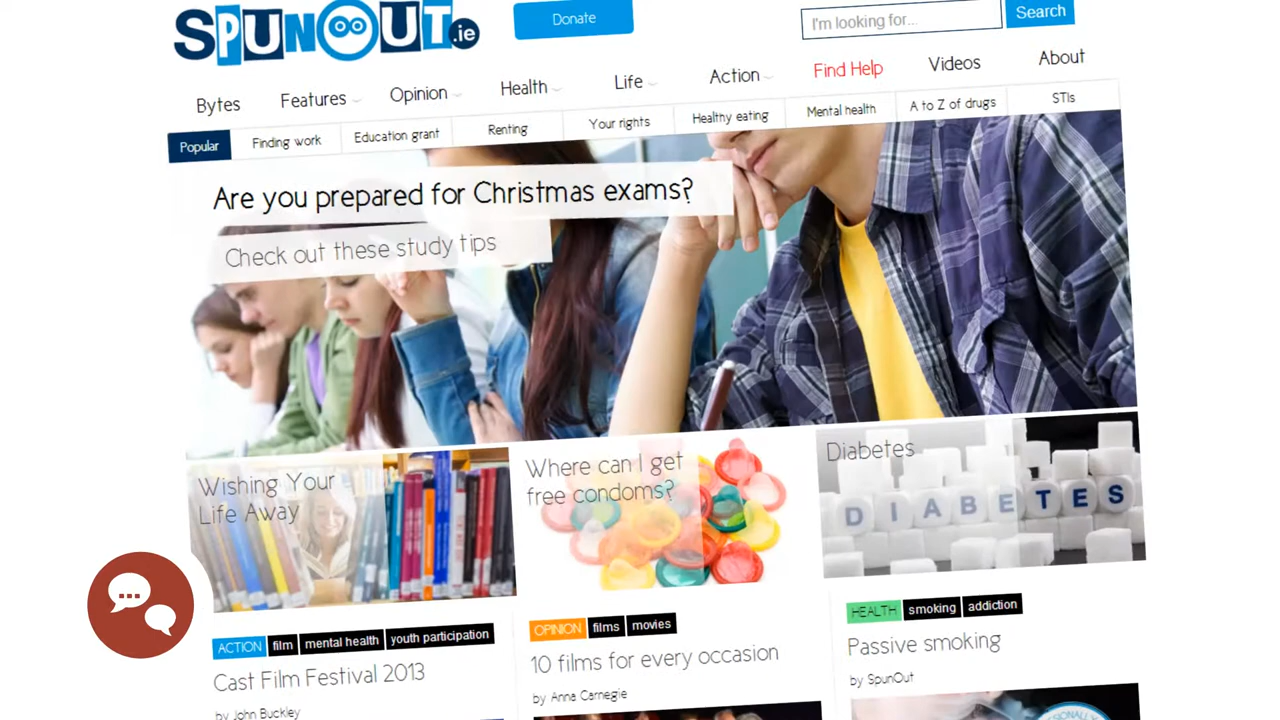 SPUNOUT.ie
Donate
I'm looking for...
Search
Bytes
Features
Opinion
Health
Life
Action
Find Help
Videos
About
Popular
Finding work
Education grant
Renting
Your rights
Healthy eating
Mental health
A to Z of drugs
STIs
Are you prepared for Christmas exams?
Check out these study tips
Wishing Your
Life Away
Where can I get
free condoms?
Diabetes
DIABETES
ACTION film mental health youth participation
Cast Film Festival 2013
by John Buckley
OPINION films movies
10 films for every occasion
by Anna Carnegie
HEALTH smoking addiction
Passive smoking
by SpunOut